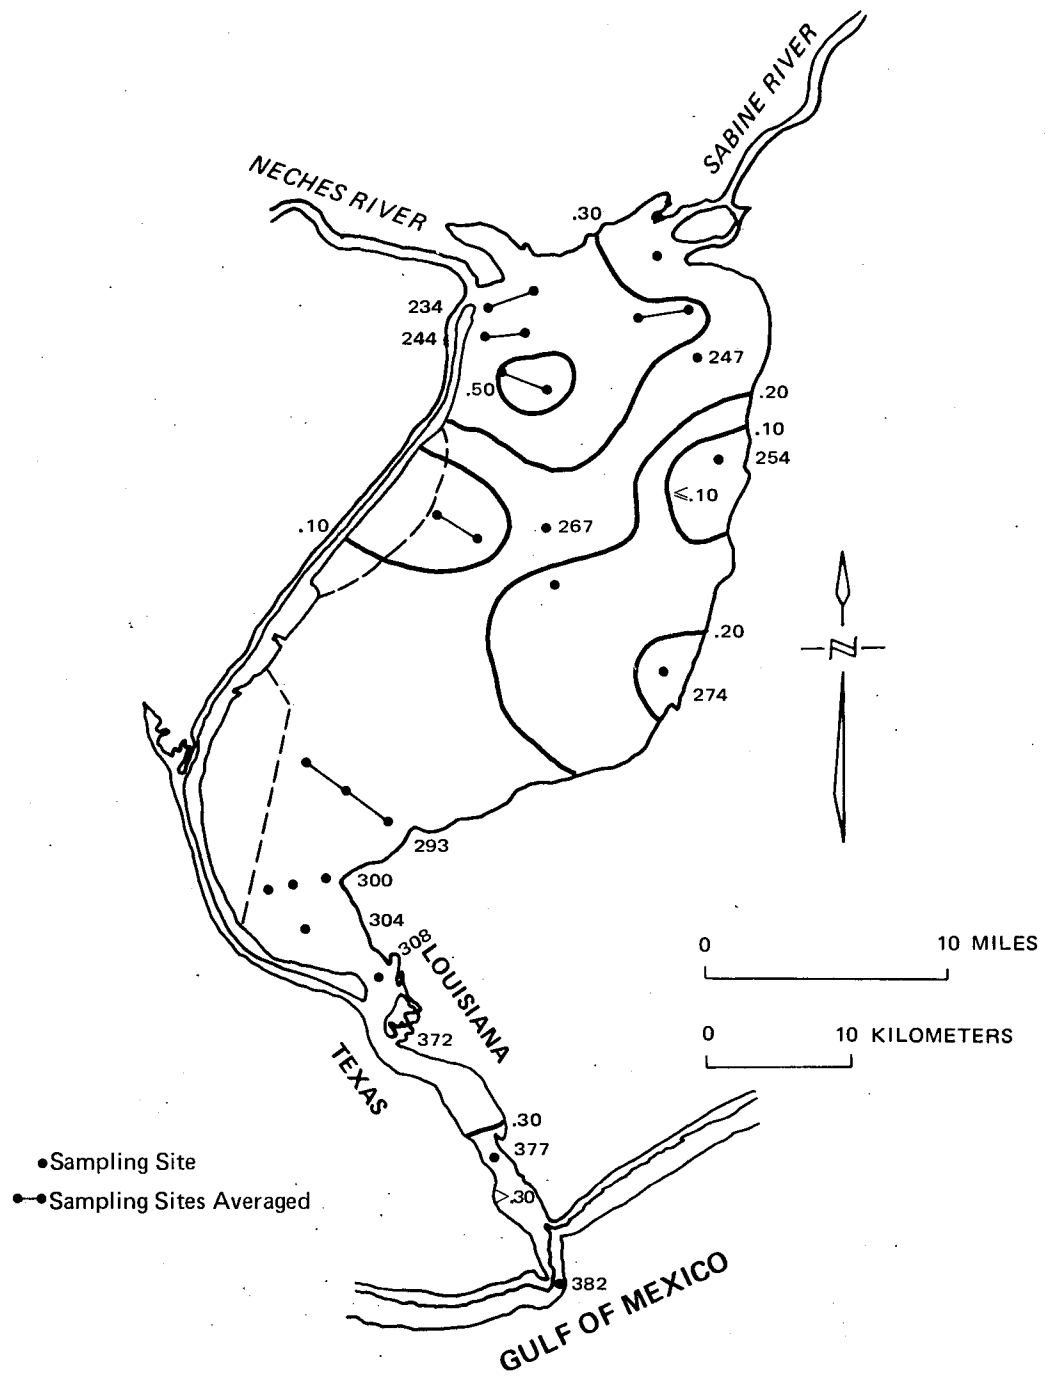 SABINE RIVER
NECHES RIVER
.30
234
244
247
.50
.20
.10
254
≤.10
.10
267
.20
N
274
293
300
304
308
LOUISIANA
0 10 MILES
0 10 KILOMETERS
372
TEXAS
.30
377
Sampling Site
>.30
Sampling Sites Averaged
382
GULF OF MEXICO